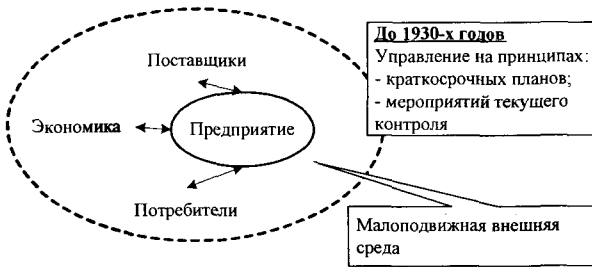 До 1930-х годов
Управление на принципах:
- краткосрочных планов;
- мероприятий текущего
контроля
Поставщики
Экономика
Предприятие
Потребители
Малоподвижная внешняя
среда